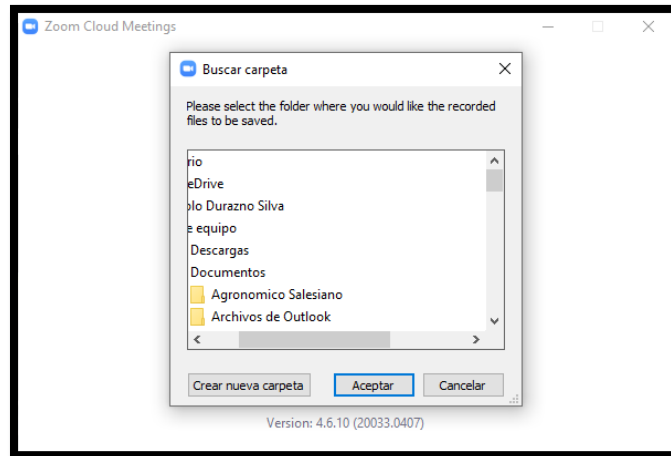 Zoom Cloud Meetings
Buscar carpeta
Please select the folder where you would like the recorded
files to be saved.
rio
eDrive
olo Durazno Silva
e equipo
Descargas
Documentos
Agronomico Salesiano
Archivos de Outlook
Crear nueva carpeta
Aceptar
Cancelar
Version: 4.6.10 (20033.0407)